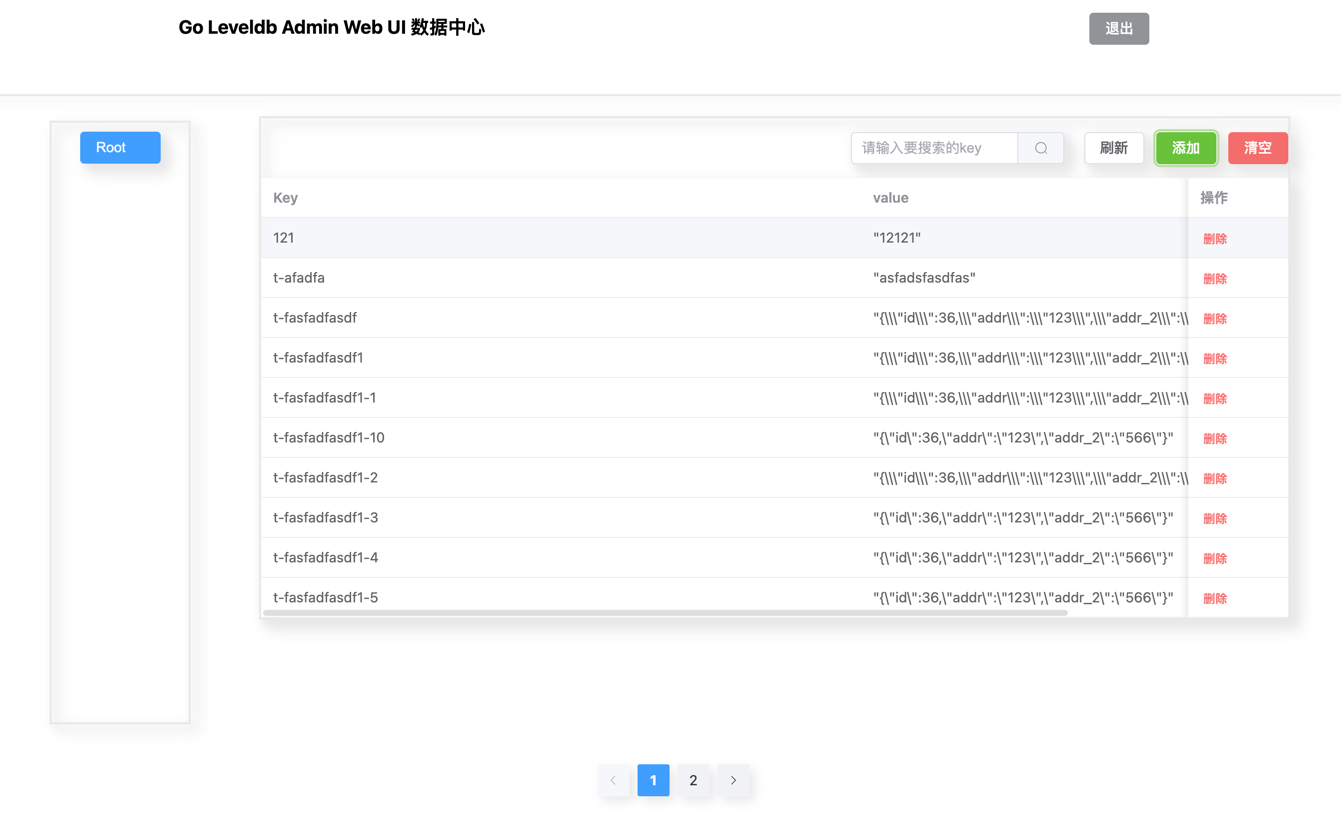 Go Leveldb Admin Web UI 数据中心 退出
Root
请输入要搜索的key 刷新 添加 清空
Key value 操作
121 "12121" 删除
t-afadfa "asfadsfasdfas" 删除
t-fasfadfasdf "{\\\"id\\\":36,\\\"addr\\\":\\\"123\\\",\\\"addr_2\\\":\\ 删除
t-fasfadfasdf1 "{\\\"id\\\":36,\\\"addr\\\":\\\"123\\\",\\\"addr_2\\\":\\ 删除
t-fasfadfasdf1-1 "{\\\"id\\\":36,\\\"addr\\\":\\\"123\\\",\\\"addr_2\\\":\\ 删除
t-fasfadfasdf1-10 "{\"id\":36,\"addr\":\"123\",\"addr_2\":\"566\"}" 删除
t-fasfadfasdf1-2 "{\\\"id\\\":36,\\\"addr\\\":\\\"123\\\",\\\"addr_2\\\":\\ 删除
t-fasfadfasdf1-3 "{\"id\":36,\"addr\":\"123\",\"addr_2\":\"566\"}" 删除
t-fasfadfasdf1-4 "{\"id\":36,\"addr\":\"123\",\"addr_2\":\"566\"}" 删除
t-fasfadfasdf1-5 "{\"id\":36,\"addr\":\"123\",\"addr_2\":\"566\"}" 删除
1 2